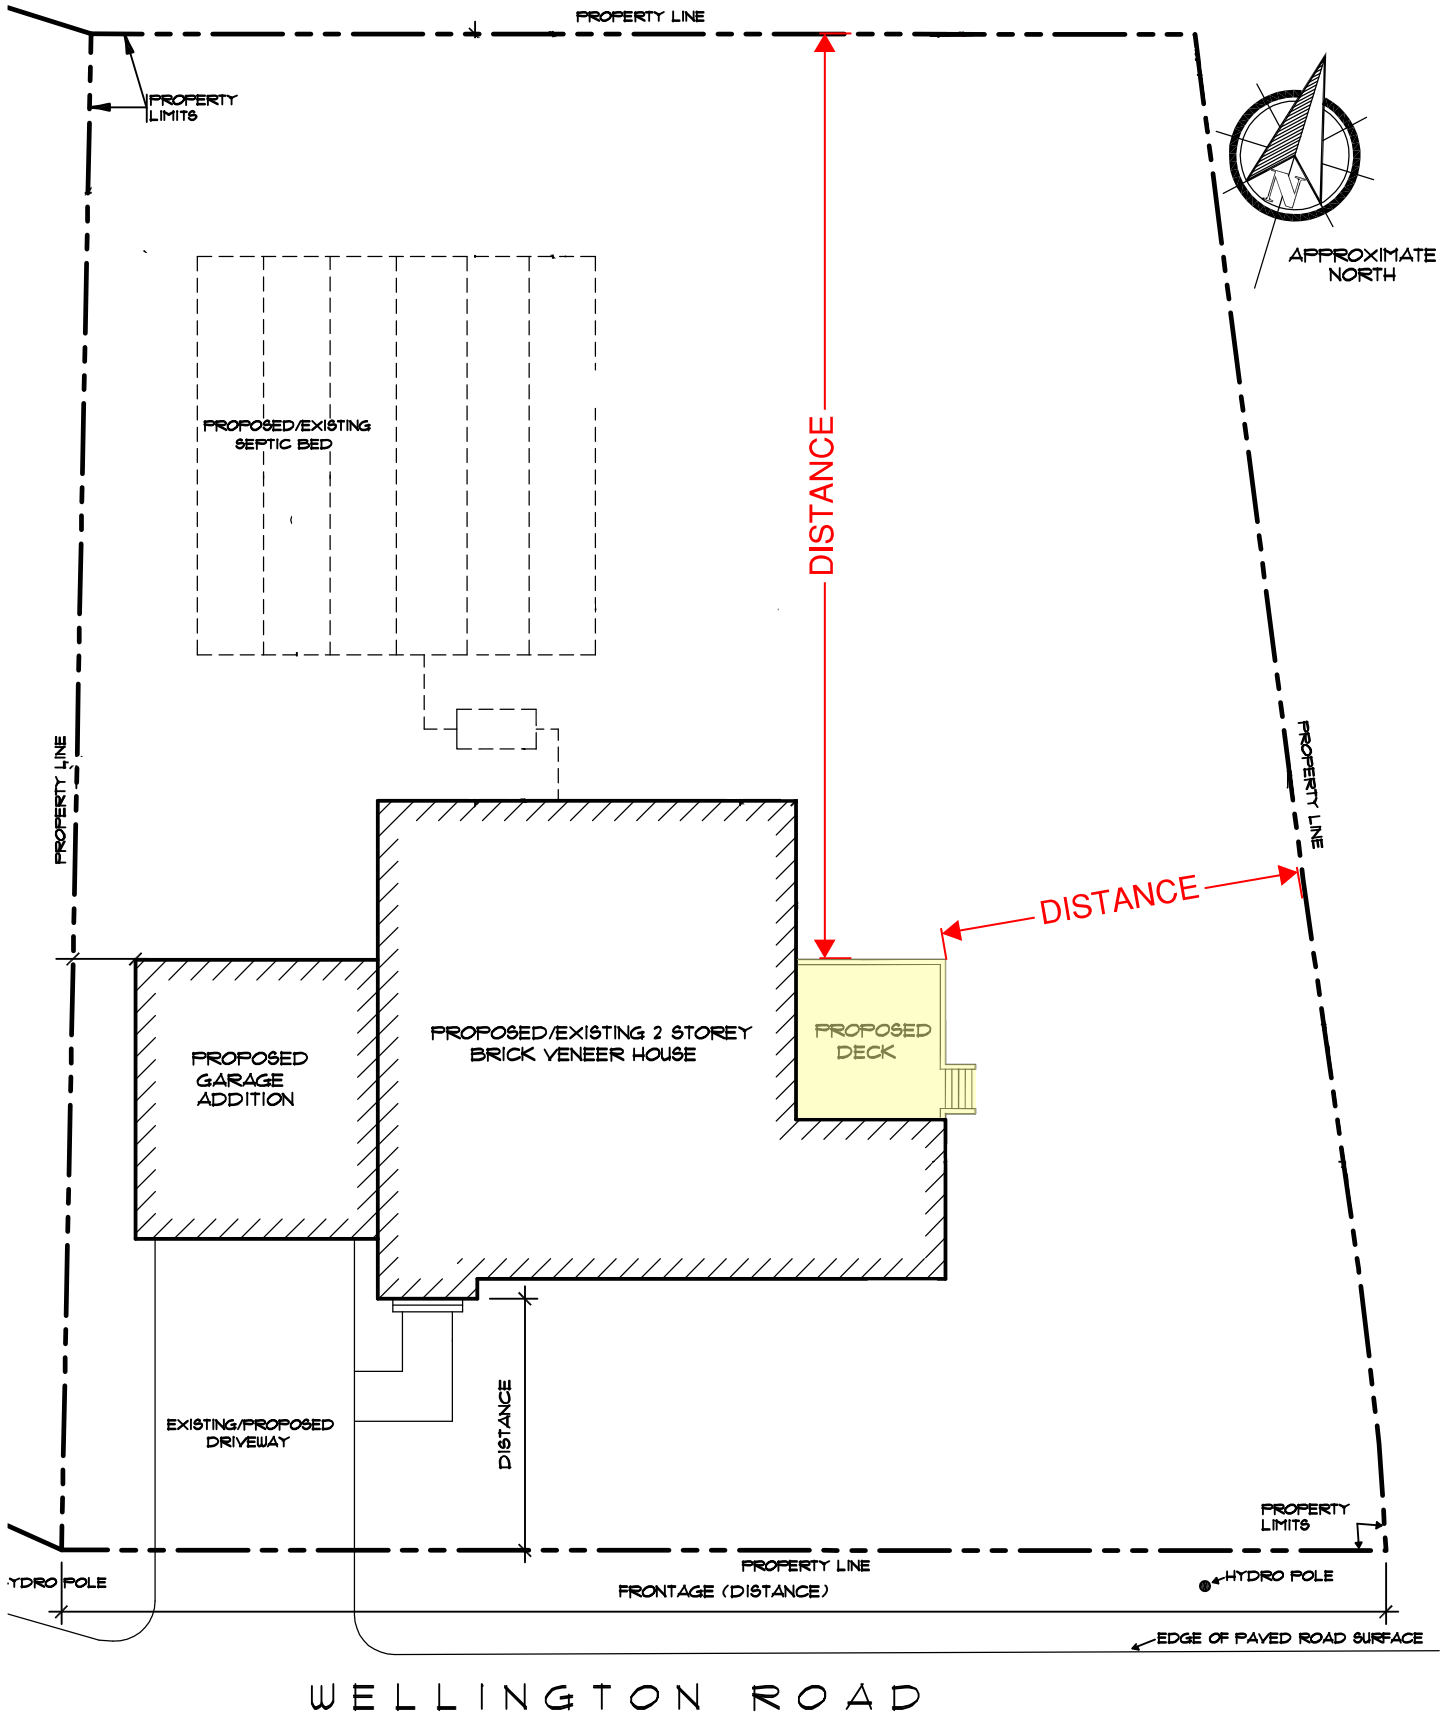 PROPERTY LINE
PROPERTY
LIMITS
N
APPROXIMATE
NORTH
PROPOSED/EXISTING
SEPTIC BED
DISTANCE
PROPERTY LINE
PROPERTY LINE
DISTANCE
PROPOSED/EXISTING 2 STOREY
BRICK VENEER HOUSE
PROPOSED
DECK
PROPOSED
GARAGE
ADDITION
DISTANCE
EXISTING/PROPOSED
DRIVEWAY
PROPERTY
LIMITS
PROPERTY LINE
YDRO POLE
FRONTAGE (DISTANCE)
HYDRO POLE
EDGE OF PAVED ROAD SURFACE
WELLINGTON ROAD